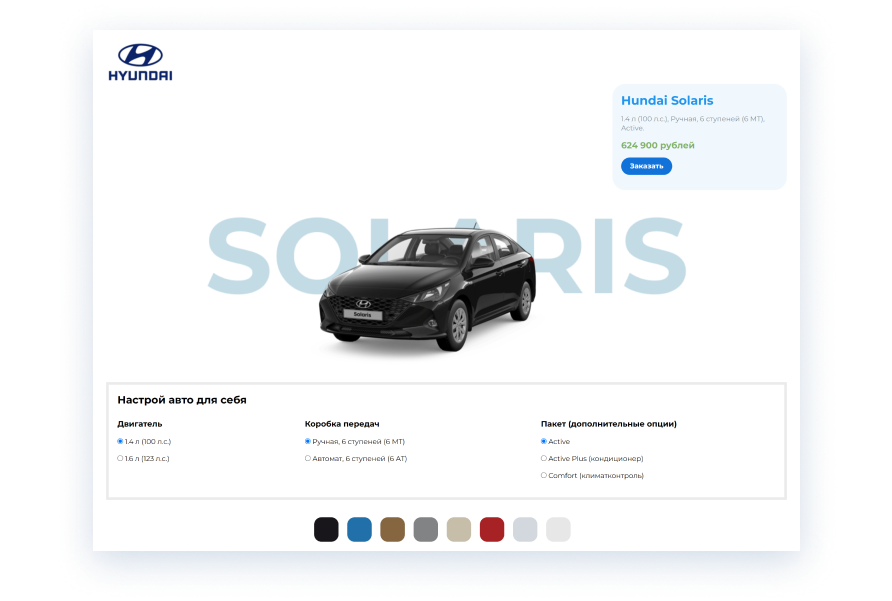 HYUNDAI
Hundai Solaris
1.4 л (100 л.с.), Ручная, 6 ступеней (6 МТ),
Active.
624 900 рублей
Заказать
SOLARIS
Solaris
Настрой авто для себя
Двигатель
1.4 л (100 л.с.)
1.6 л (123 л.с.)
Коробка передач
Ручная, 6 ступеней (6 МТ)
Автомат, 6 ступеней (6 АТ)
Пакет (дополнительные опции)
Active
Active Plus (кондиционер)
Comfort (климатконтроль)